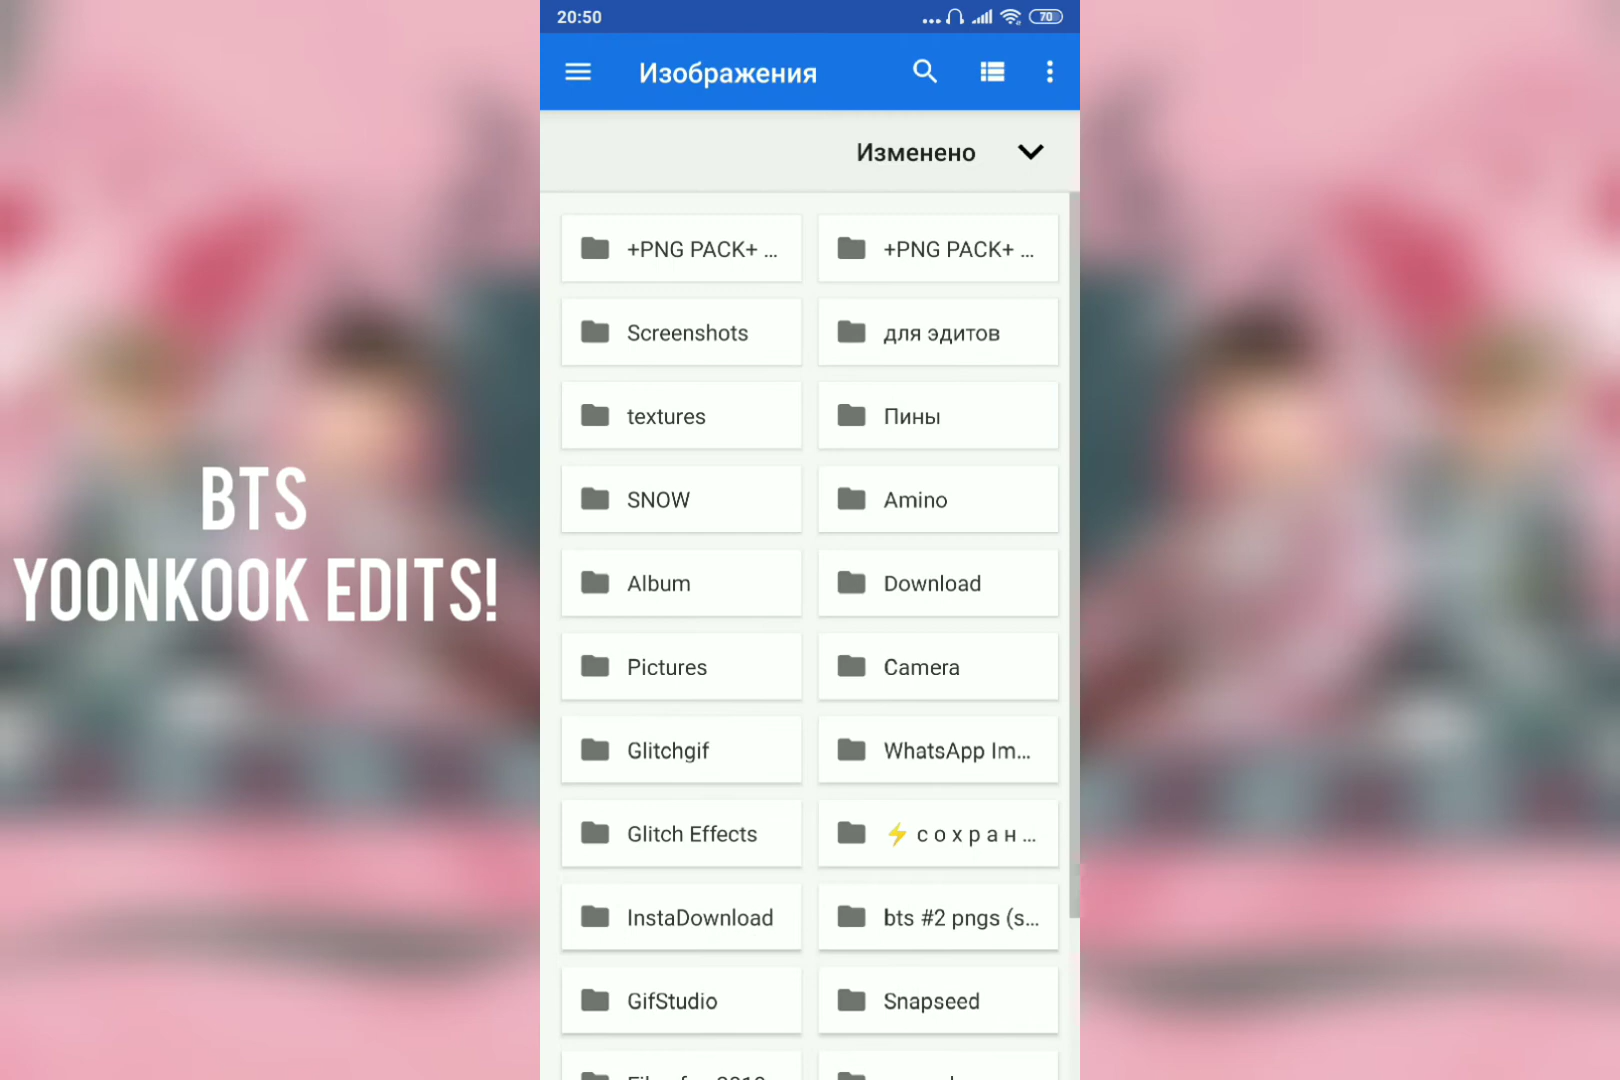 20:50
70
Изображения
Изменено
+PNG PACK+ ...
+PNG PACK+ ...
Screenshots
для эдитов
textures
Пины
SNOW
Amino
Album
Download
Pictures
Camera
Glitchgif
WhatsApp Im...
Glitch Effects
⚡ с о х р а н ...
InstaDownload
bts #2 pngs (s...
GifStudio
Snapseed
BTS
YOONKOOK EDITS!